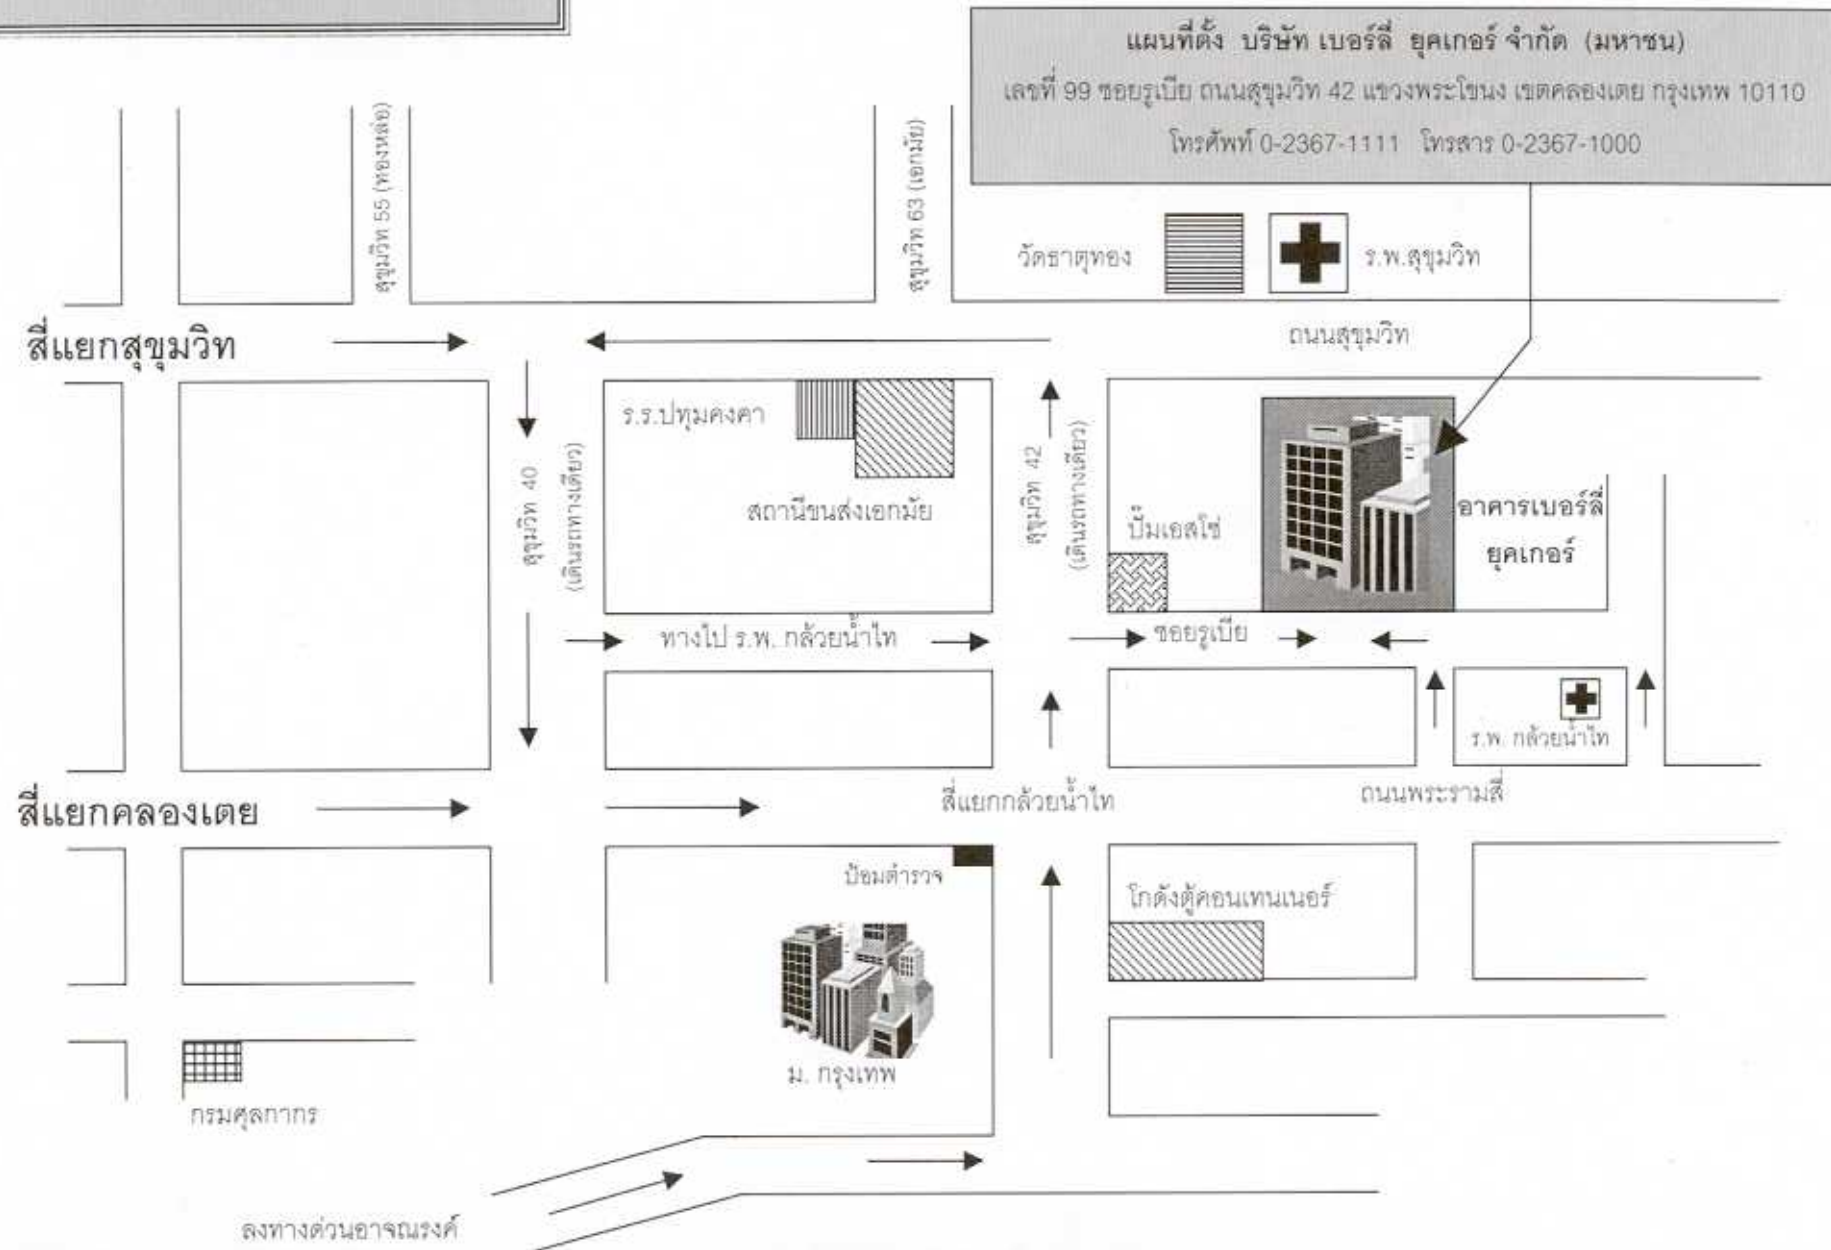 แผนที่ตั้ง บริษัท เบอร์ลี่ ยุคเกอร์ จำกัด (มหาชน)
เลขที่ 99 ซอยรูเบีย ถนนสุขุมวิท 42 แขวงพระโขนง เขตคลองเตย กรุงเทพ 10110
โทรศัพท์ 0-2367-1111 โทรสาร 0-2367-1000
สุขุมวิท 55 (ทองหล่อ)
สุขุมวิท 63 (เอกมัย)
วัดธาตุทอง
ร.พ.สุขุมวิท
สี่แยกสุขุมวิท
ถนนสุขุมวิท
ร.ร.ปทุมคงคา
สุขุมวิท 40
(เดินรถทางเดียว)
สถานีขนส่งเอกมัย
สุขุมวิท 42
(เดินรถทางเดียว)
ปั๊มเอสโซ่
อาคารเบอร์ลี่
ยุคเกอร์
ทางไป ร.พ. กล้วยน้ำไท
ซอยรูเบีย
ร.พ. กล้วยน้ำไท
สี่แยกคลองเตย
สี่แยกกล้วยน้ำไท
ถนนพระรามสี่
ป้อมตำรวจ
โกดังตู้คอนเทนเนอร์
ม. กรุงเทพ
กรมศุลกากร
ลงทางด่วนอาจณรงค์